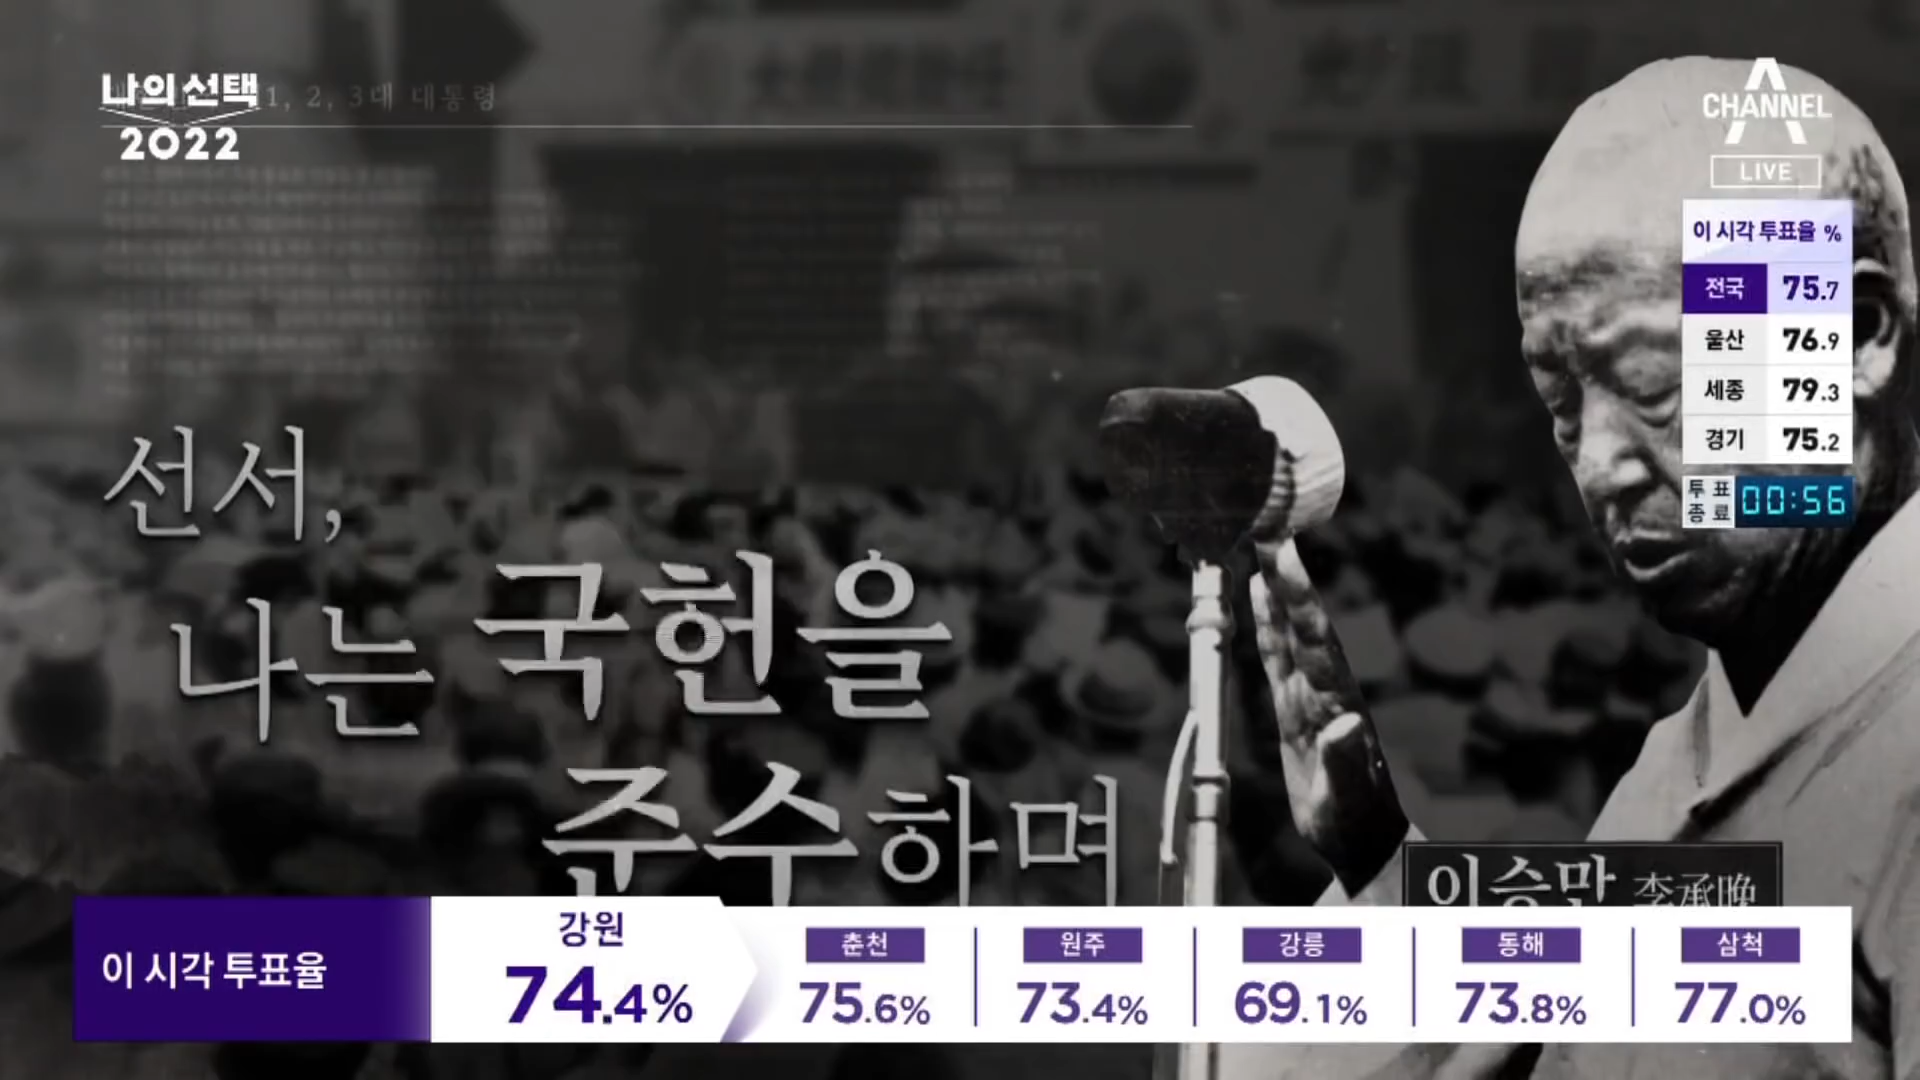 나의선택
2022
1, 2, 3대 대통령
CHANNEL A
LIVE
이 시각 투표율 %
전국 75.7
울산 76.9
세종 79.3
경기 75.2
투표
종료 00:56
선서,
나는 국헌을
준수하며
이승만 李承晩
이 시각 투표율
강원
74.4%
춘천
75.6%
원주
73.4%
강릉
69.1%
동해
73.8%
삼척
77.0%